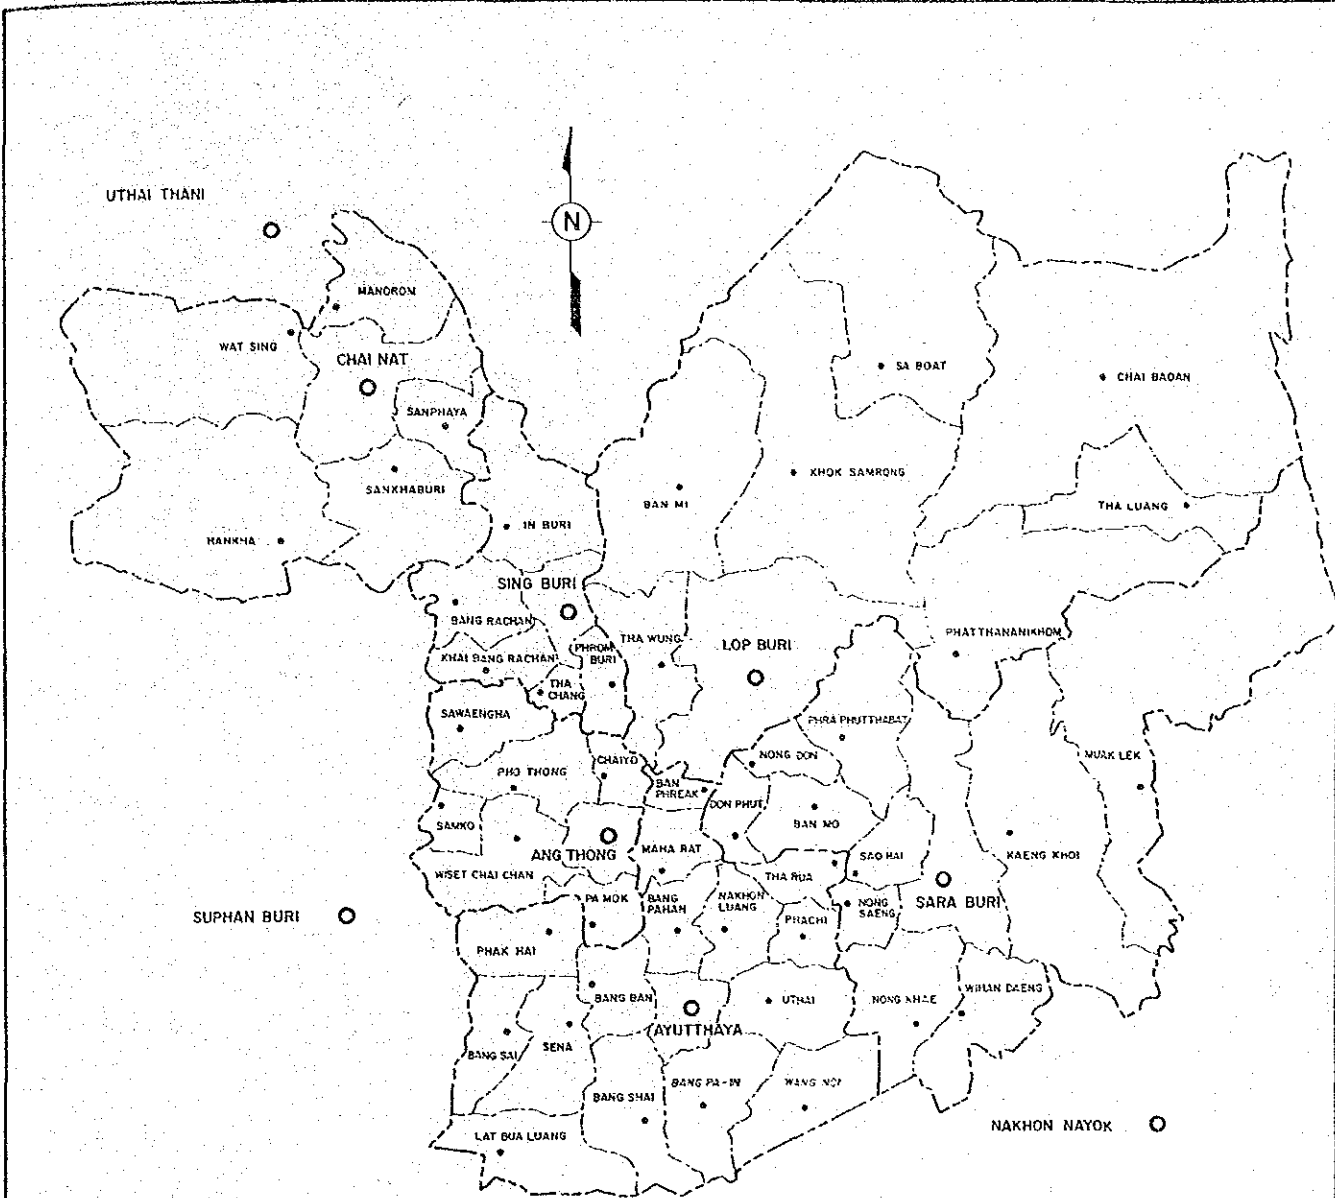 UTHAI THANI
N
MANOROM
WAT SING
CHAI NAT
SA BOAT
CHAI BADAN
SANPHAYA
KHOK SAMRONG
SANKHABURI
BAN MI
THA LUANG
IN BURI
HANKHA
SING BURI
BANG RACHAN
PHATTHANANIKHOM
THA WUNG
LOP BURI
PHROM
BURI
KHAI BANG RACHAN
THA
CHANG
SAWAENGHA
PHRA PHUTTHABAT
NONG DON
MUAK LEK
CHAIYO
PHO THONG
BAN
PHREAK
DON PHUT
BAN MO
SAMKO
MAHA RAT
ANG THONG
SAO HAI
KAENG KHOI
WISET CHAI CHAN
THA RUA
PA MOK
BANG
PAHAN
NAKHON
LUANG
NONG
SAENG
SARA BURI
SUPHAN BURI
PRACHI
PHAK HAI
BANG BAN
UTHAI
NONG KHAE
WIHAN DAENG
AYUTTHAYA
BANG SAI
SENA
BANG PA-IN
WANG NOI
BANG SHAI
NAKHON NAYOK
LAT BUA LUANG